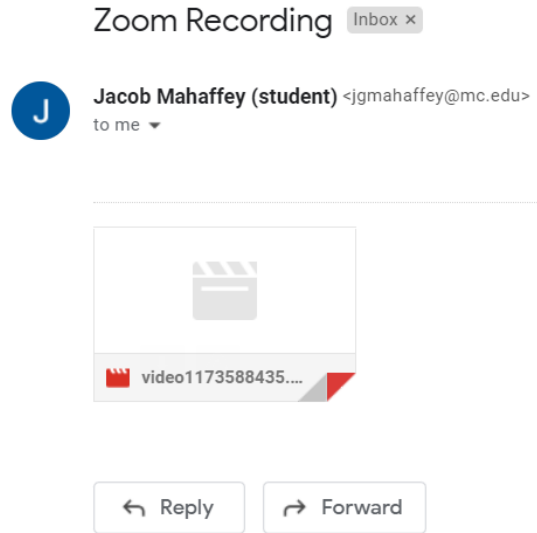 Zoom Recording Inbox ×
J
Jacob Mahaffey (student) <jgmahaffey@mc.edu>
to me
video1173588435....
Reply Forward